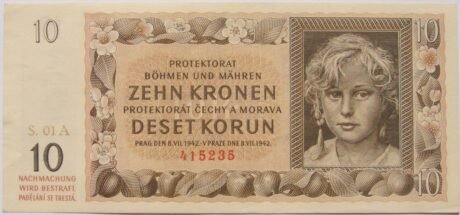 10
10
PROTEKTORAT
BÖHMEN UND MÄHREN
ZEHN KRONEN
PROTEKTORÁT ČECHY A MORAVA
DESET KORUN
PRAG DEN 8.VII.1942. – V PRAZE DNE 8.VII.1942.
415235
S. 01 A
10
NACHMACHUNG
WIRD BESTRAFT.
PADĚLÁNÍ SE TRESTÁ.
10